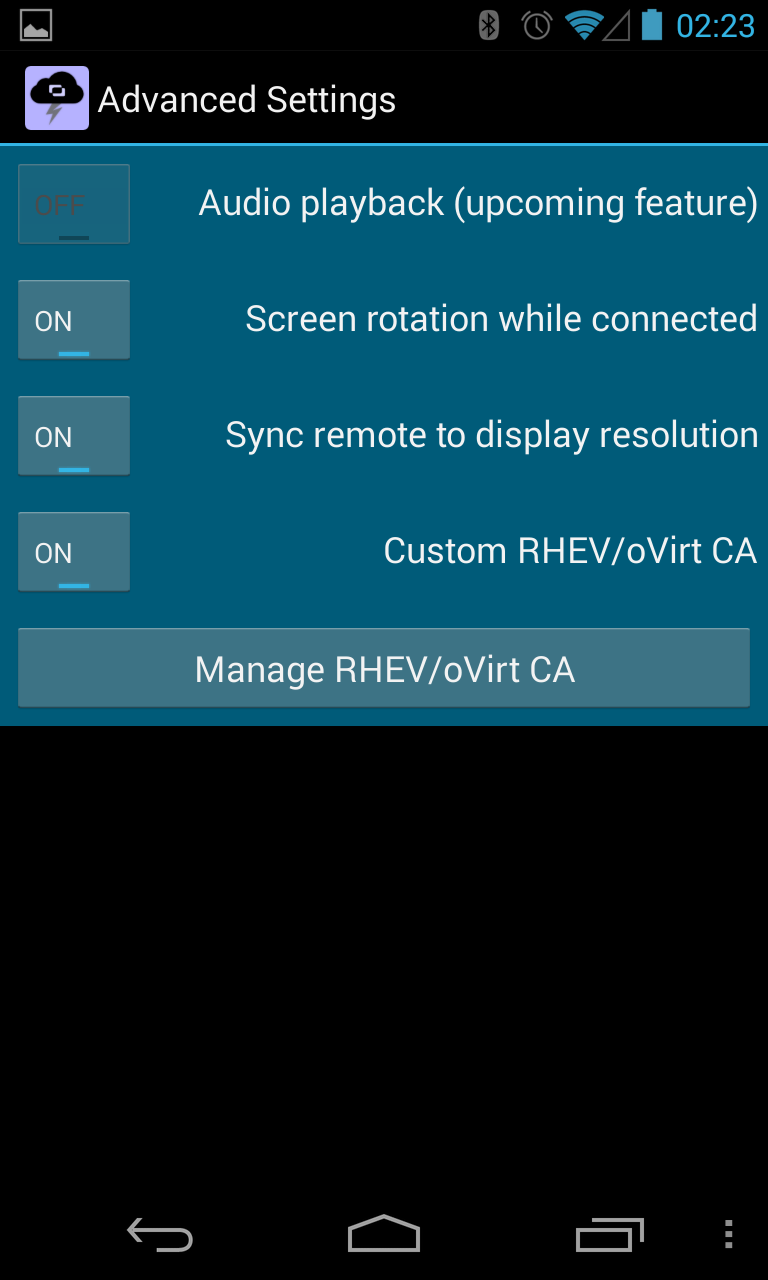 02:23
Advanced Settings
OFF Audio playback (upcoming feature)
ON Screen rotation while connected
ON Sync remote to display resolution
ON Custom RHEV/oVirt CA
Manage RHEV/oVirt CA